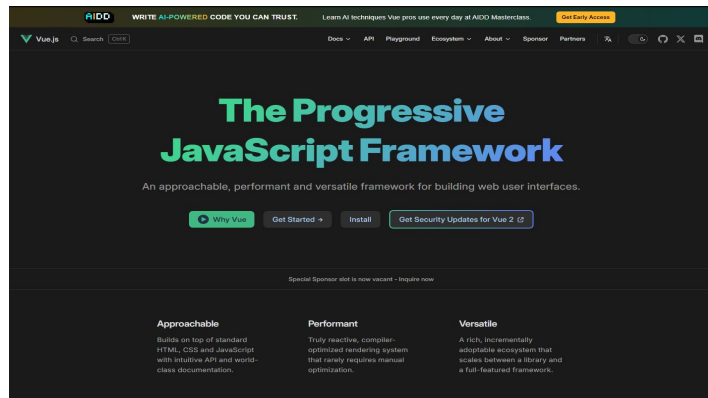 AIDD WRITE AI-POWERED CODE YOU CAN TRUST. Learn AI techniques Vue pros use every day at AIDD Masterclass. Get Early Access
Vue.js Search Ctrl K Docs API Playground Ecosystem About Sponsor Partners
The Progressive
JavaScript Framework
An approachable, performant and versatile framework for building web user interfaces.
Why Vue Get Started → Install Get Security Updates for Vue 2
Special Sponsor slot is now vacant - Inquire now
Approachable
Builds on top of standard
HTML, CSS and JavaScript
with intuitive API and world-
class documentation.
Performant
Truly reactive, compiler-
optimized rendering system
that rarely requires manual
optimization.
Versatile
A rich, incrementally
adoptable ecosystem that
scales between a library and
a full-featured framework.